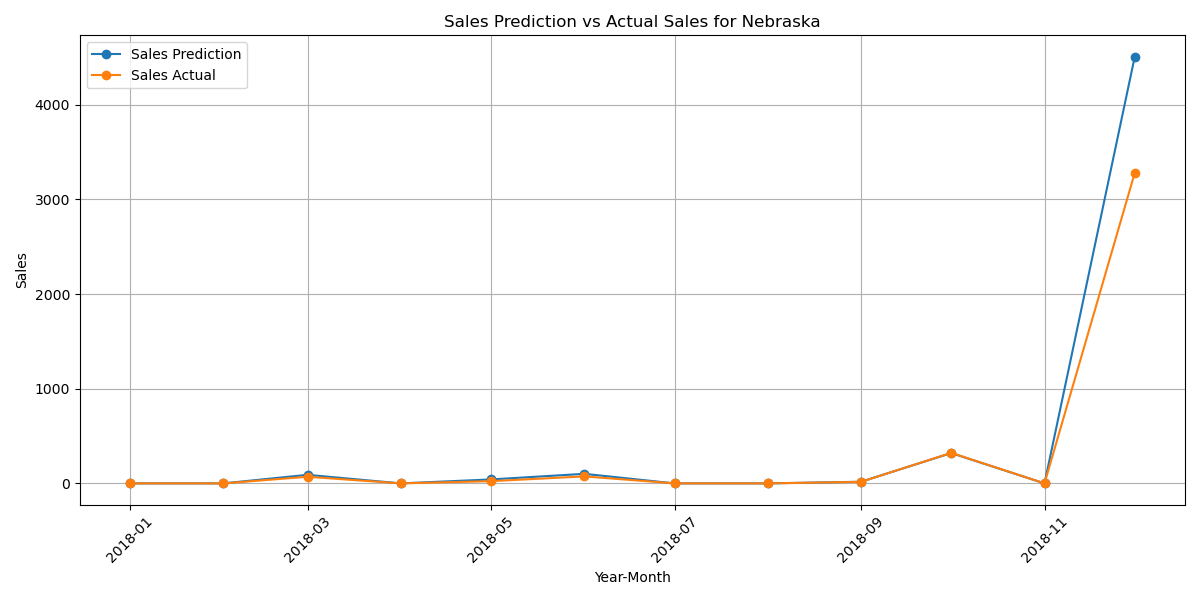 Sales Prediction vs Actual Sales for Nebraska
Sales Prediction
Sales Actual
4000
3000
2000
1000
0
Sales
2018-01
2018-03
2018-05
2018-07
2018-09
2018-11
Year-Month